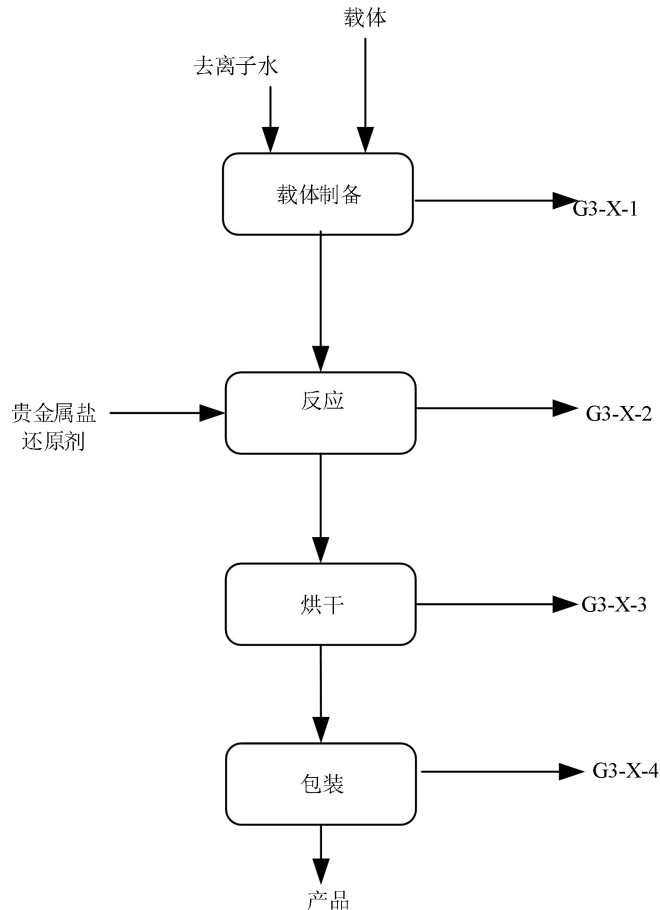 载体
去离子水
载体制备
G3-X-1
反应
贵金属盐
还原剂
G3-X-2
烘干
G3-X-3
包装
G3-X-4
产品